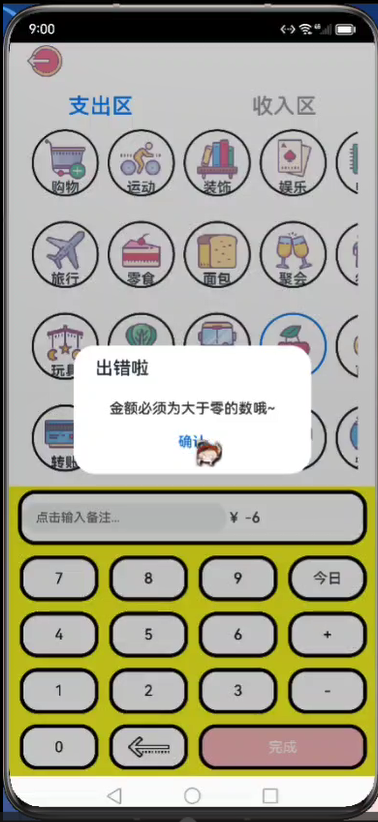 9:00
支出区
收入区
购物
运动
装饰
娱乐
旅行
零食
面包
聚会
玩具
转账
出错啦
金额必须为大于零的数哦~
确认
点击输入备注...
¥ -6
7
8
9
今日
4
5
6
+
1
2
3
-
0
完成